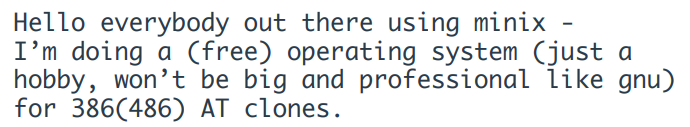 Hello everybody out there using minix -
I’m doing a (free) operating system (just a
hobby, won’t be big and professional like gnu)
for 386(486) AT clones.